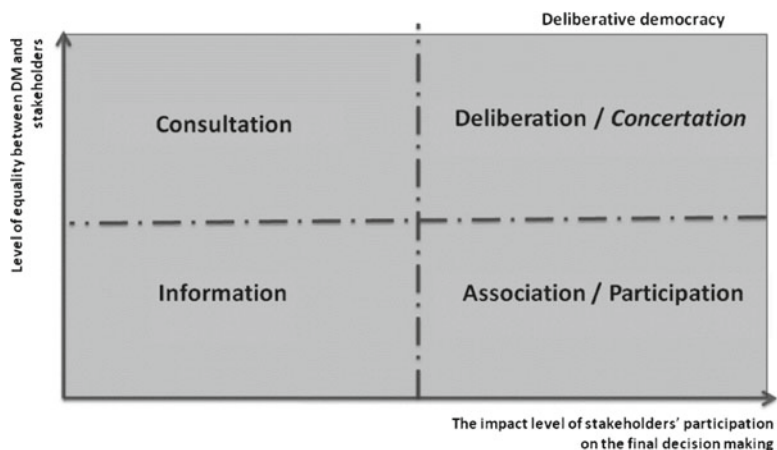 Deliberative democracy
Level of equality between DM and
stakeholders
Consultation
Deliberation / Concertation
Information
Association / Participation
The impact level of stakeholders' participation
on the final decision making